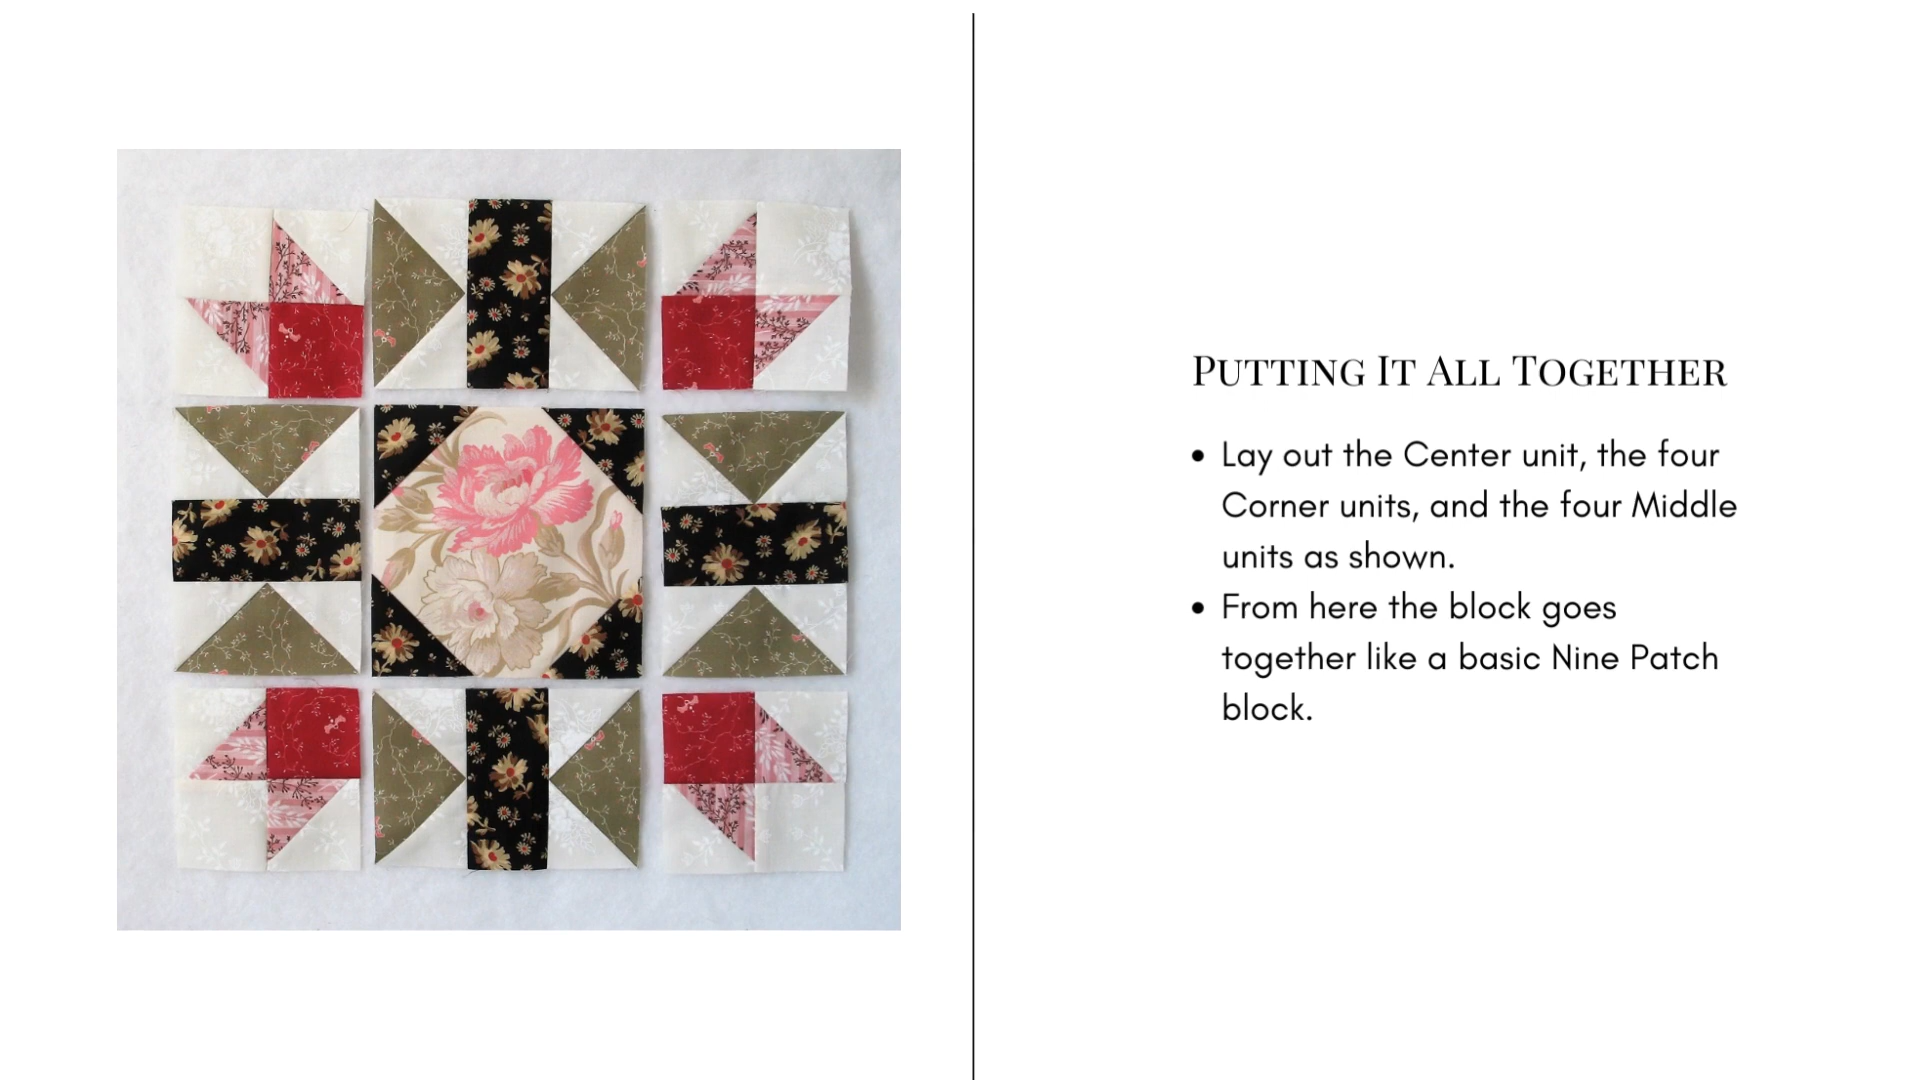 Putting It All Together
• Lay out the Center unit, the four
Corner units, and the four Middle
units as shown.
• From here the block goes
together like a basic Nine Patch
block.